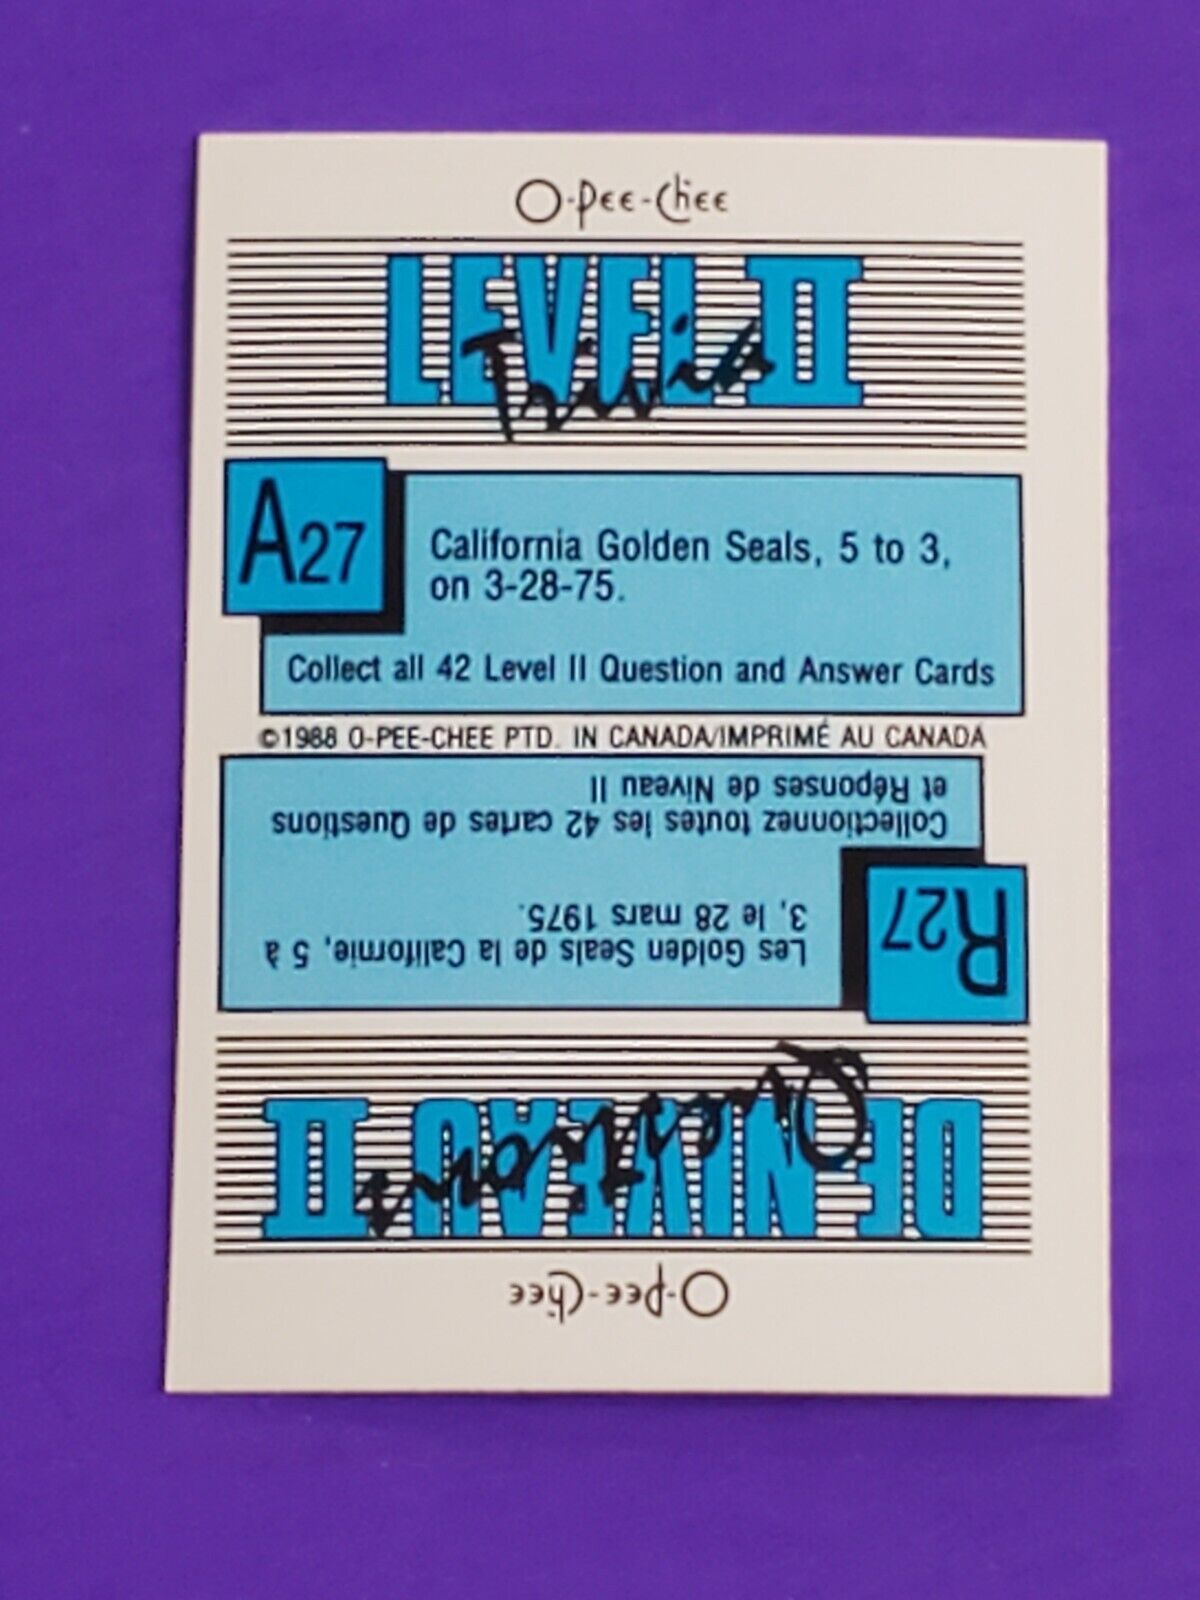 O-Pee-Chee
LEVEL II
Trivia
A27
California Golden Seals, 5 to 3,
on 3-28-75.
Collect all 42 Level II Question and Answer Cards
©1988 O-PEE-CHEE PTD. IN CANADA/IMPRIMÉ AU CANADA
O-Pee-Chee
DE NIVEAU II
Questions
R27
Les Golden Seals de la Californie, 5 à
3, le 28 mars 1975.
Collectionnez toutes les 42 cartes de Questions
et Réponses de Niveau II